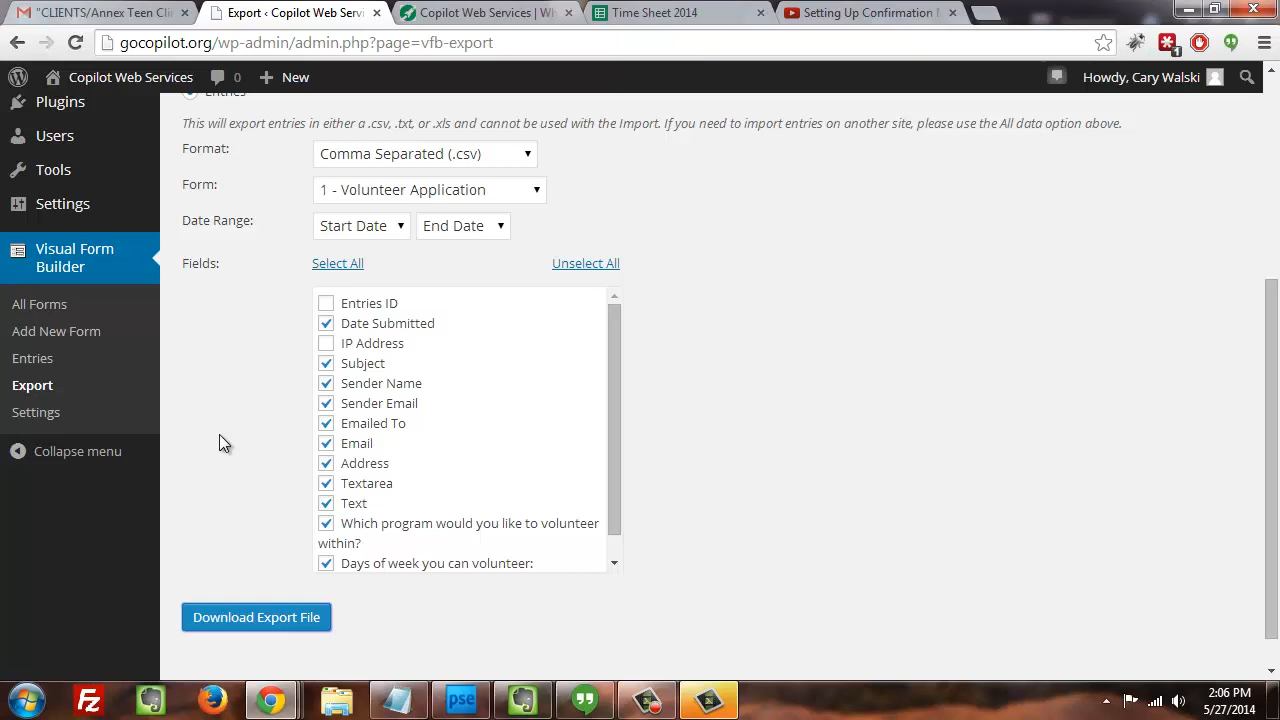 "CLIENTS/Annex Teen Cli
Export ‹ Copilot Web Servi
Copilot Web Services | Wh
Time Sheet 2014
Setting Up Confirmation
gocopilot.org/wp-admin/admin.php?page=vfb-export
1
Copilot Web Services
0
New
Howdy, Cary Walski
Plugins
Users
Tools
Settings
Visual Form
Builder
All Forms
Add New Form
Entries
Export
Settings
Collapse menu
Entries
This will export entries in either a .csv, .txt, or .xls and cannot be used with the Import. If you need to import entries on another site, please use the All data option above.
Format:
Comma Separated (.csv)
Form:
1 - Volunteer Application
Date Range:
Start Date
End Date
Fields:
Select All
Unselect All
Entries ID
Date Submitted
IP Address
Subject
Sender Name
Sender Email
Emailed To
Email
Address
Textarea
Text
Which program would you like to volunteer
within?
Days of week you can volunteer:
Download Export File
Fz
pse
2:06 PM
5/27/2014